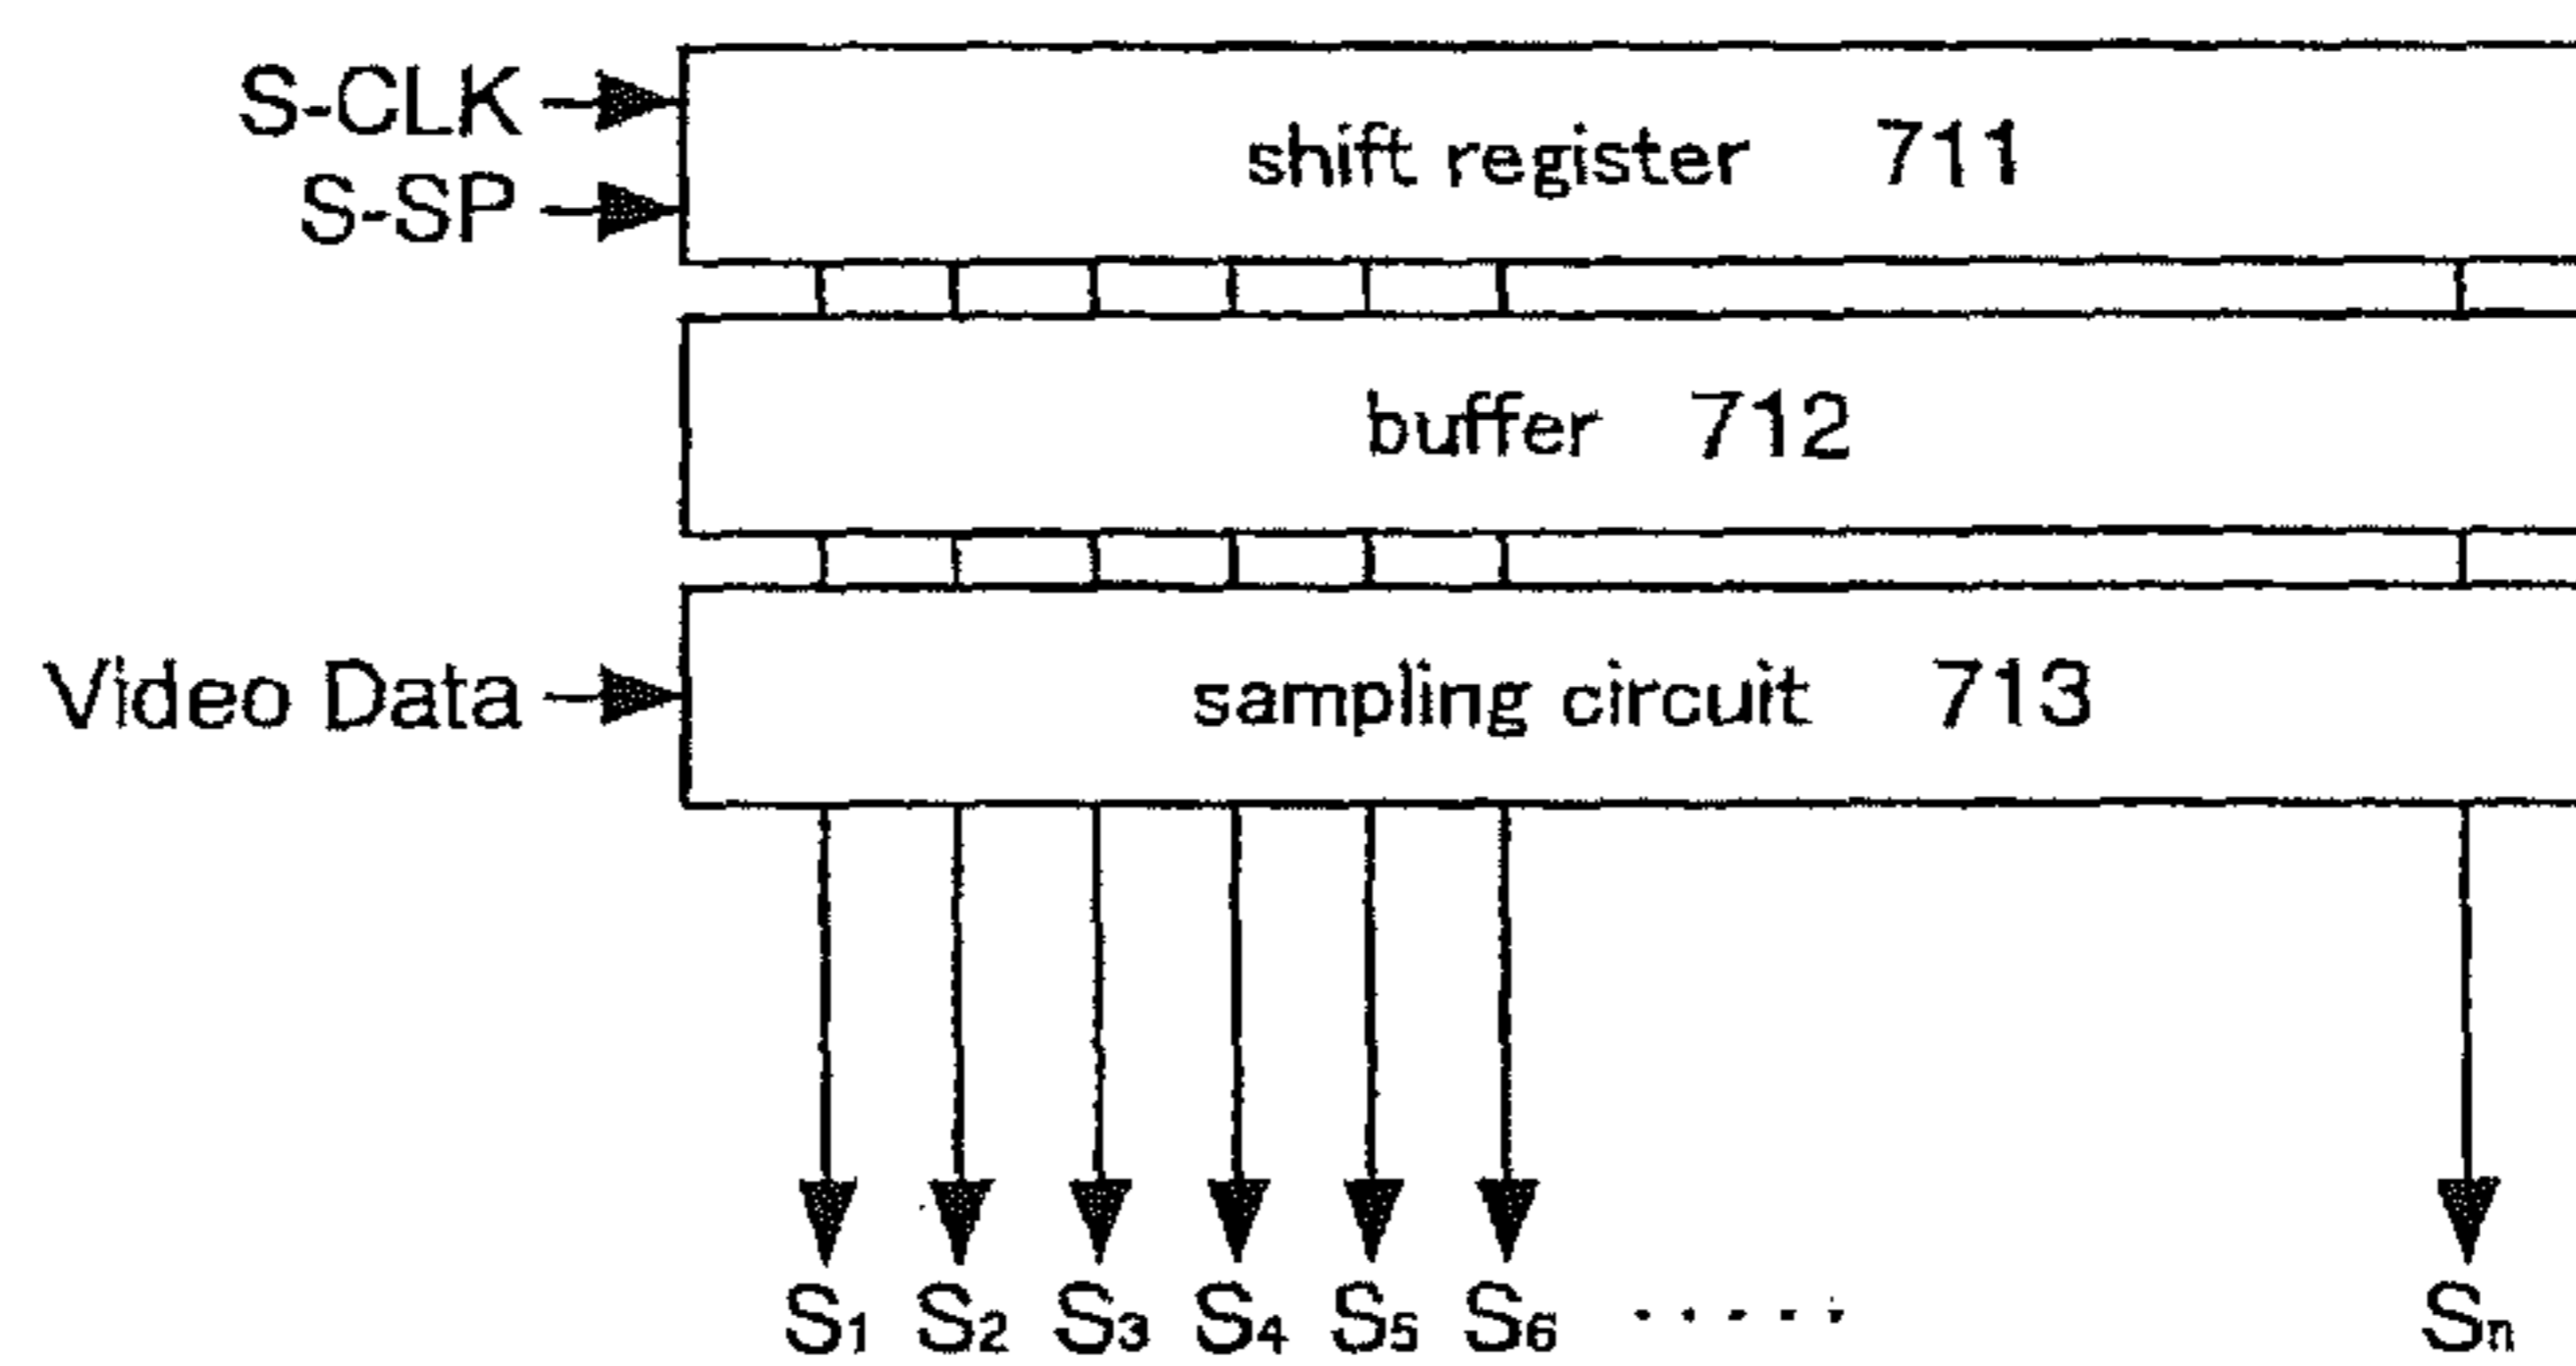 S-CLK
S-SP
shift register 711
buffer 712
Video Data
sampling circuit 713
S1 S2 S3 S4 S5 S6 ..... Sn